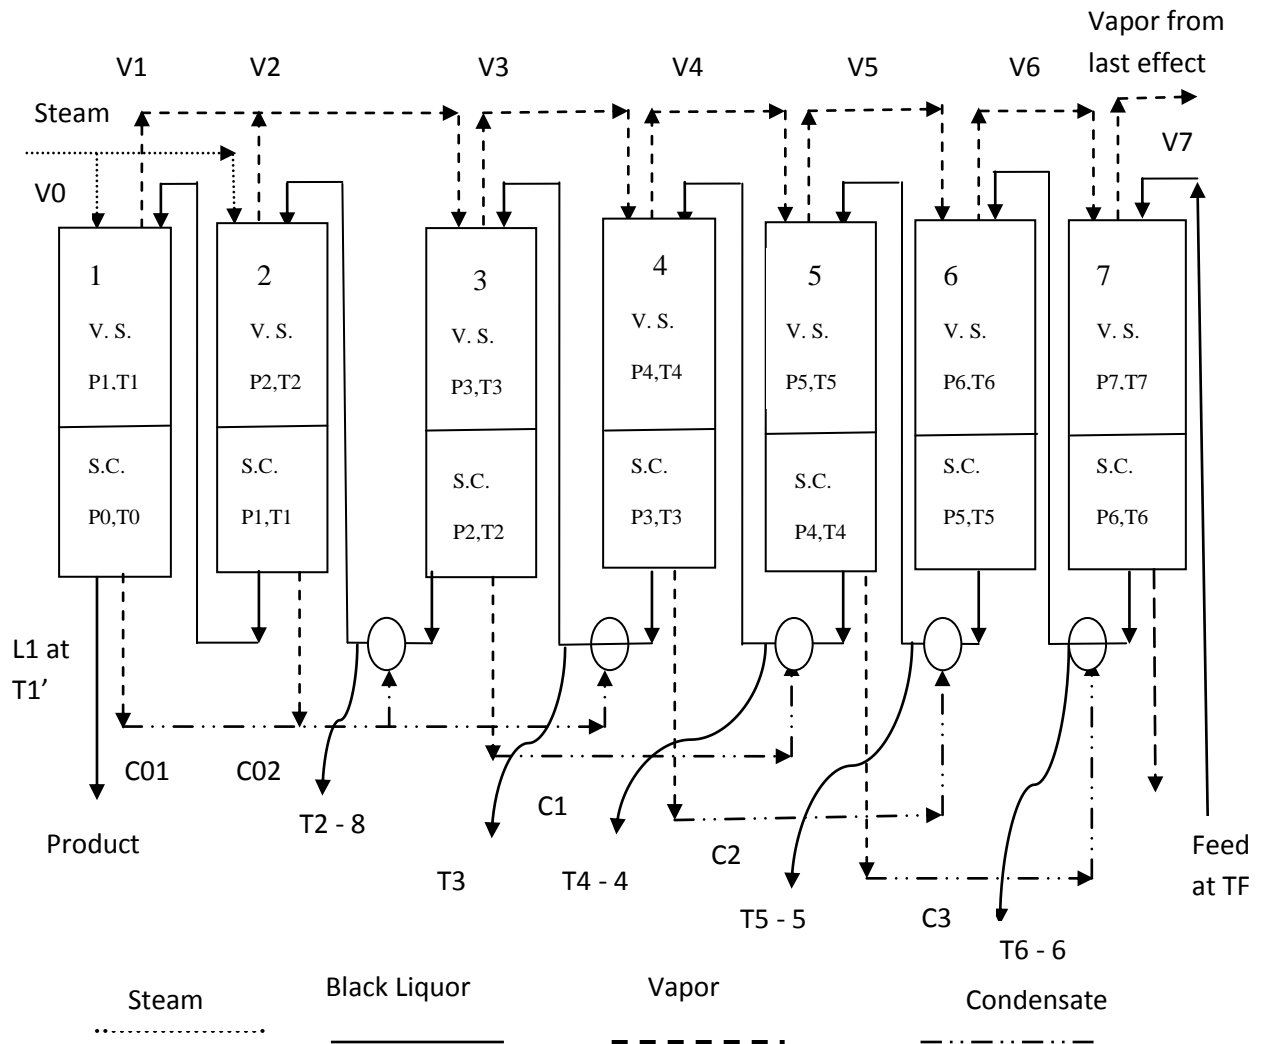 Vapor from
last effect
V1
V2
V3
V4
V5
V6
Steam
V7
V0
1
V. S.
P1,T1
S.C.
P0,T0
2
V. S.
P2,T2
S.C.
P1,T1
3
V. S.
P3,T3
S.C.
P2,T2
4
V. S.
P4,T4
S.C.
P3,T3
5
V. S.
P5,T5
S.C.
P4,T4
6
V. S.
P6,T6
S.C.
P5,T5
7
V. S.
P7,T7
S.C.
P6,T6
L1 at
T1’
C01
C02
C1
C2
C3
Product
T2 - 8
T3
T4 - 4
T5 - 5
T6 - 6
Feed
at TF
Steam
Black Liquor
Vapor
Condensate